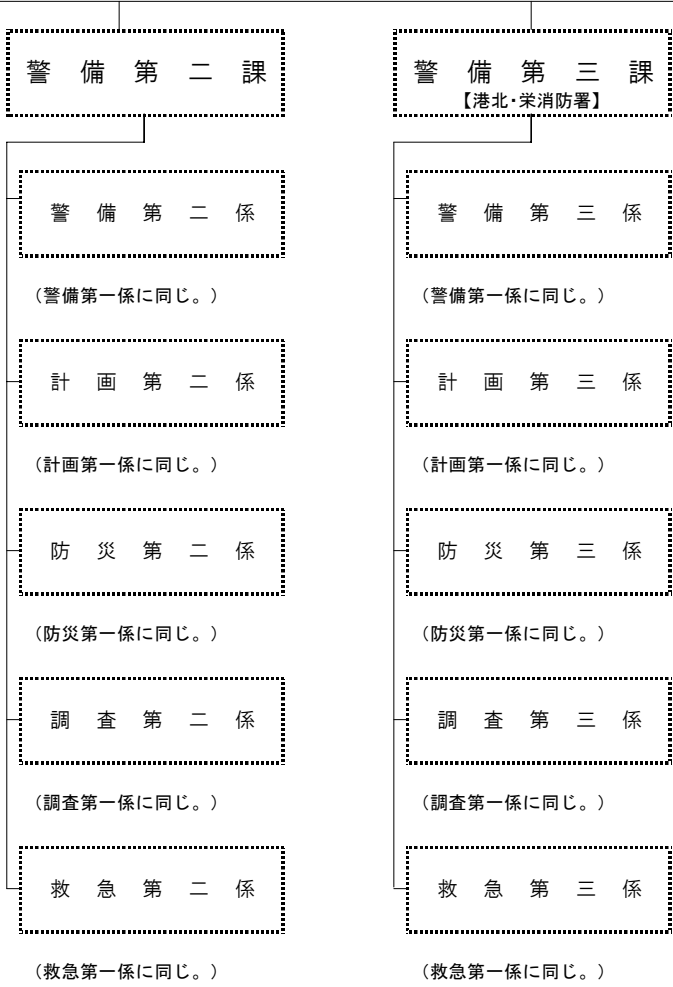 警備第二課
警備第二係
（警備第一係に同じ。）
計画第二係
（計画第一係に同じ。）
防災第二係
（防災第一係に同じ。）
調査第二係
（調査第一係に同じ。）
救急第二係
（救急第一係に同じ。）
警備第三課
【港北・栄消防署】
警備第三係
（警備第一係に同じ。）
計画第三係
（計画第一係に同じ。）
防災第三係
（防災第一係に同じ。）
調査第三係
（調査第一係に同じ。）
救急第三係
（救急第一係に同じ。）